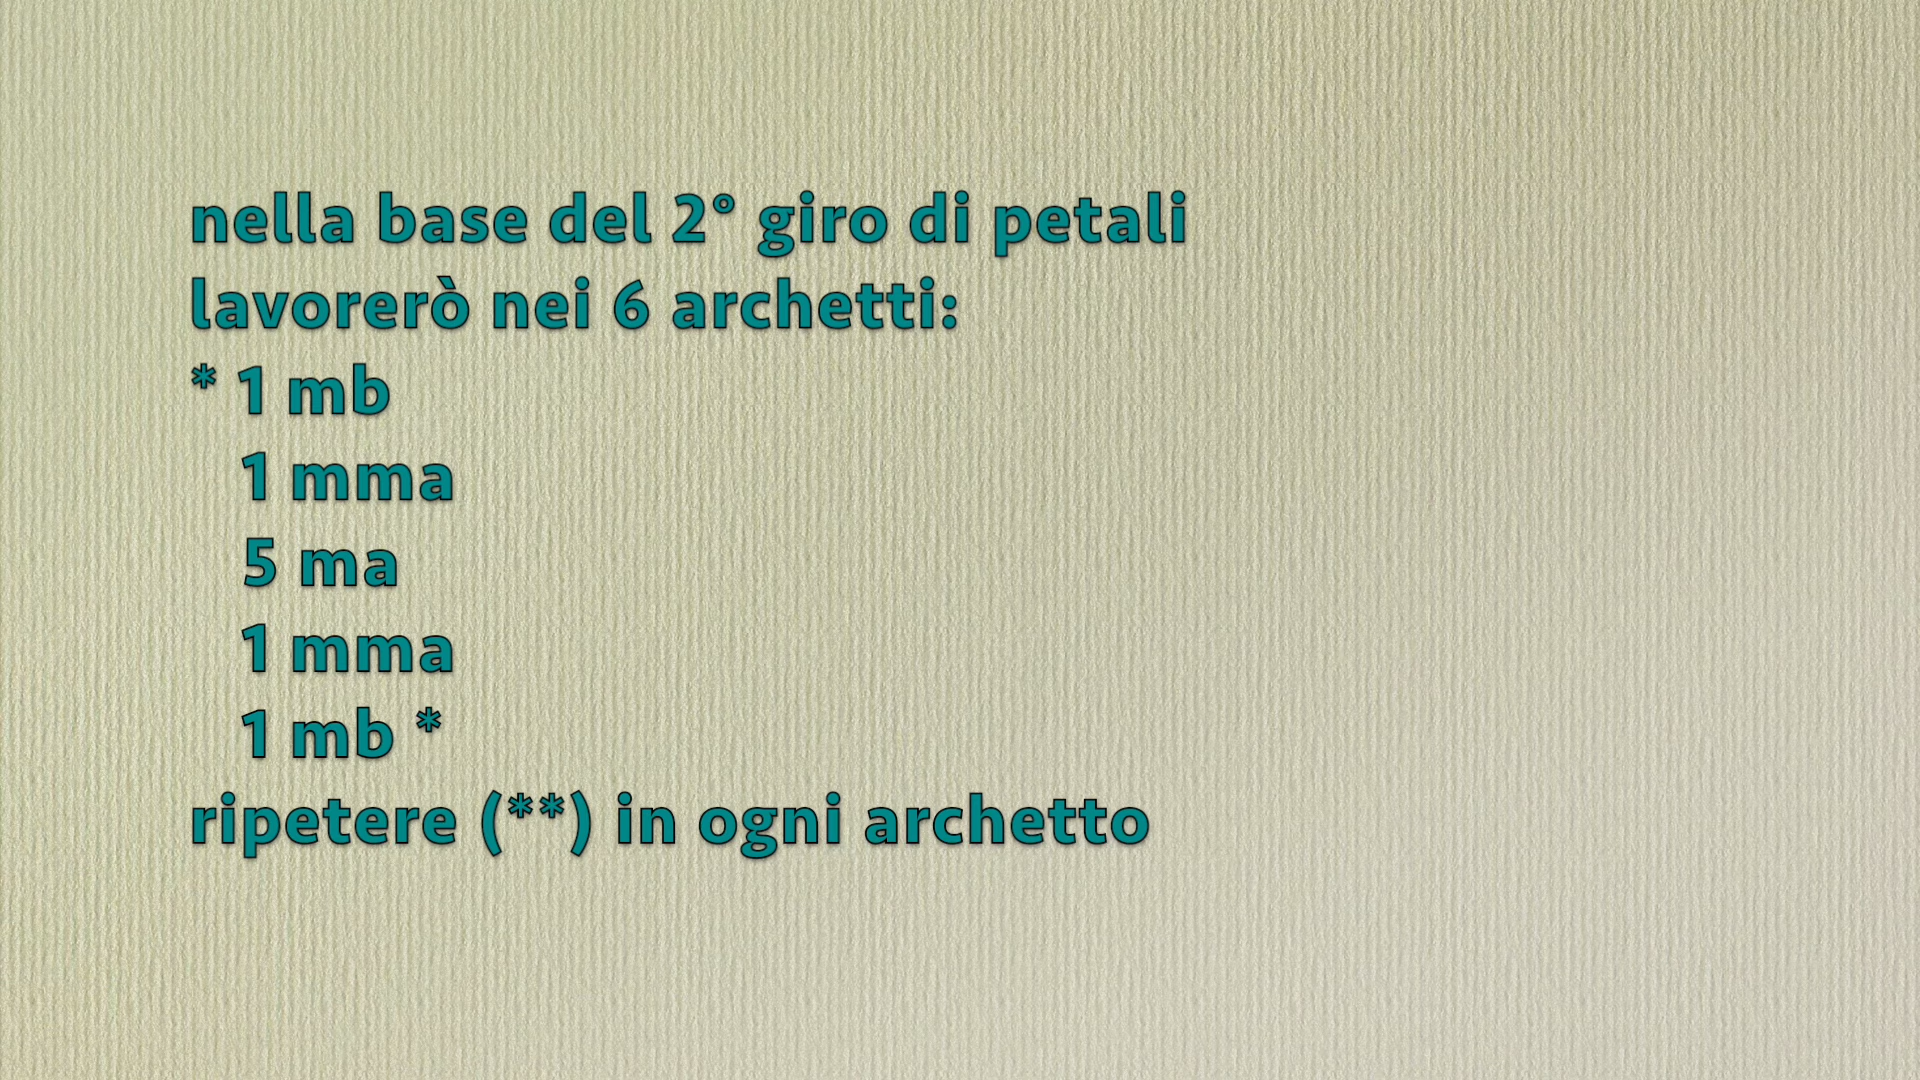 nella base del 2° giro di petali
lavorerò nei 6 archetti:
* 1 mb
1 mma
5 ma
1 mma
1 mb *
ripetere (**) in ogni archetto